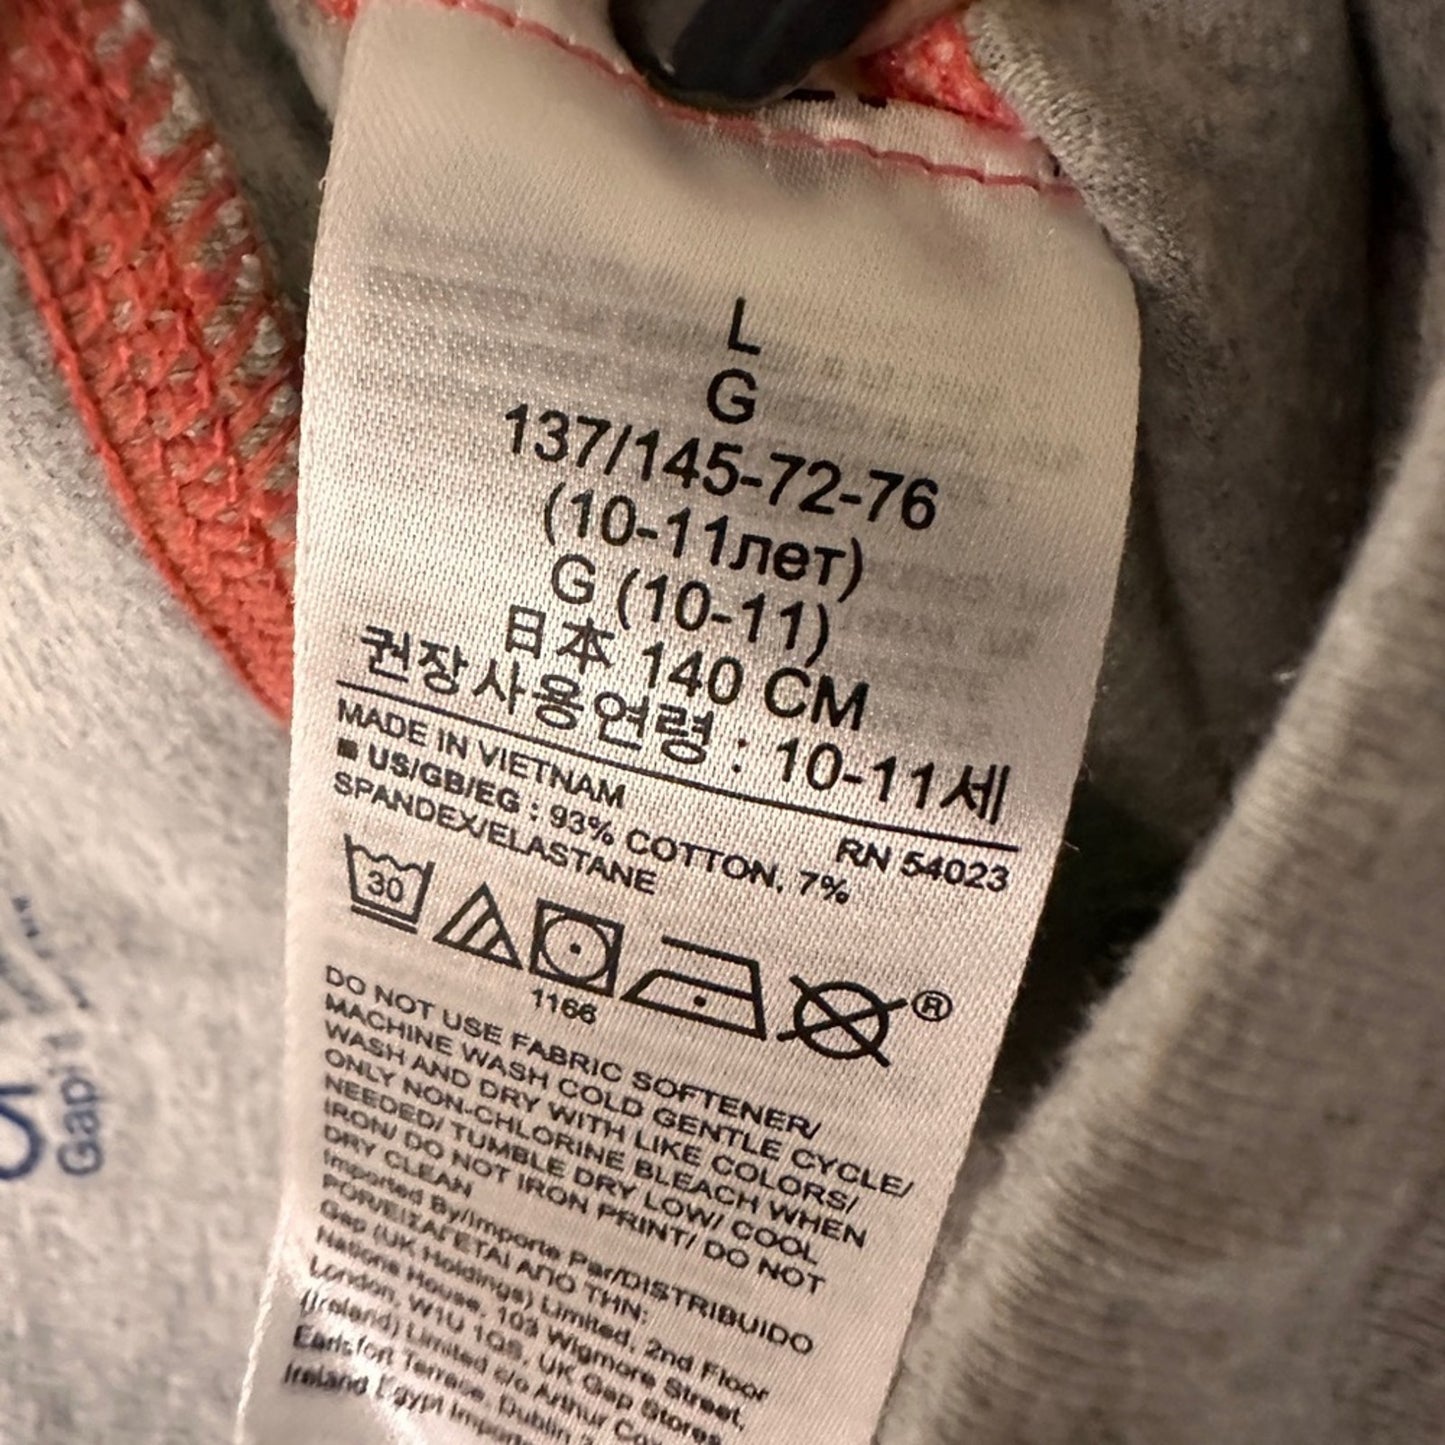 L
G
137/145-72-76
(10-11лет)
G (10-11)
日本 140 CM
권장사용연령 : 10-11세
MADE IN VIETNAM
RN 54023
■ US/GB/EG : 93% COTTON, 7%
SPANDEX/ELASTANE
30
1166
®
DO NOT USE FABRIC SOFTENER/
MACHINE WASH COLD GENTLE CYCLE/
WASH AND DRY WITH LIKE COLORS/
ONLY NON-CHLORINE BLEACH WHEN
NEEDED/ TUMBLE DRY LOW/ COOL
IRON/ DO NOT IRON PRINT/ DO NOT
DRY CLEAN
Imported By/Importe Par/DISTRIBUIDO
POR/ΕΙΣΑΓΕΤΑΙ ΑΠΟ ΤΗΝ:
Gap (UK Holdings) Limited, 2nd Floor
Nations House, 103 Wigmore Street,
London, W1U 1QS, UK Gap Stores
(Ireland) Limited c/o Arthur Cox
Earlsfort Terrace, Dublin 2
Ireland Egypt
Gap